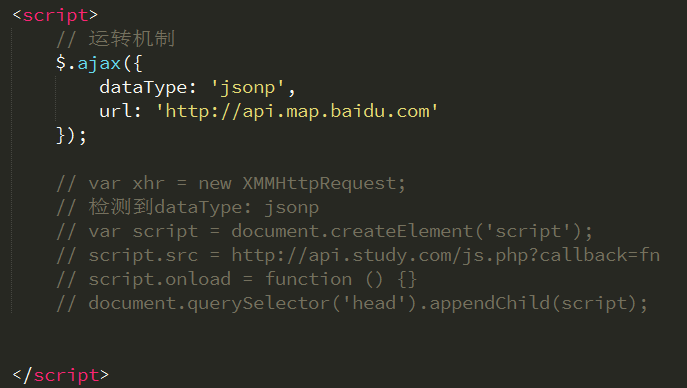 <script>
// 运转机制
$.ajax({
dataType: 'jsonp',
url: 'http://api.map.baidu.com'
});
// var xhr = new XMMHttpRequest;
// 检测到dataType: jsonp
// var script = document.createElement('script');
// script.src = http://api.study.com/js.php?callback=fn
// script.onload = function () {}
// document.querySelector('head').appendChild(script);
</script>